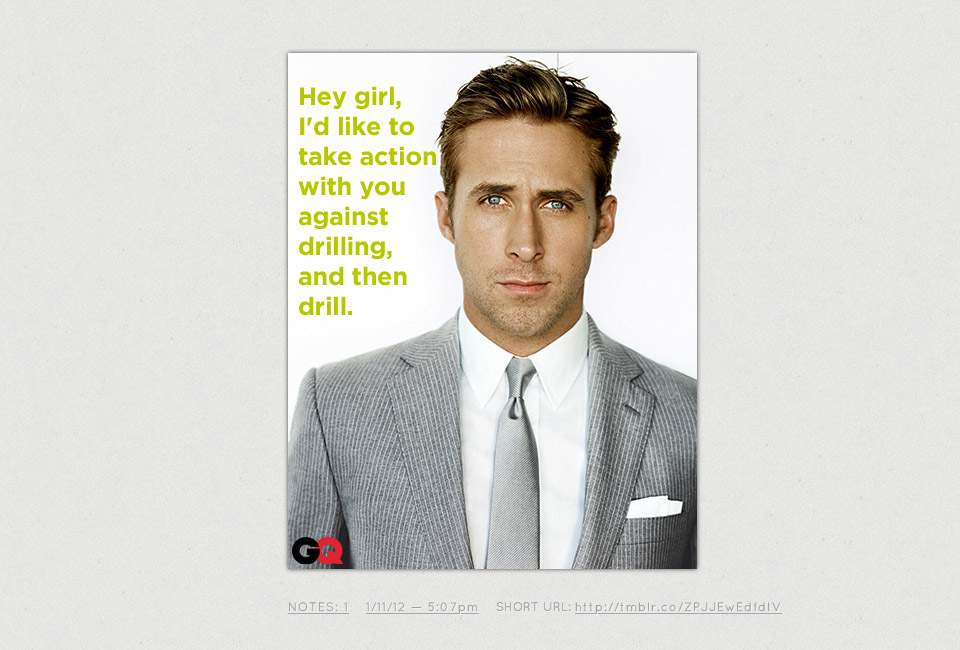 Hey girl,
I'd like to
take action
with you
against
drilling,
and then
drill.
GQ
NOTES: 1 1/11/12 — 5:07pm SHORT URL: http://tmblr.co/ZPJJEwEdfdIV